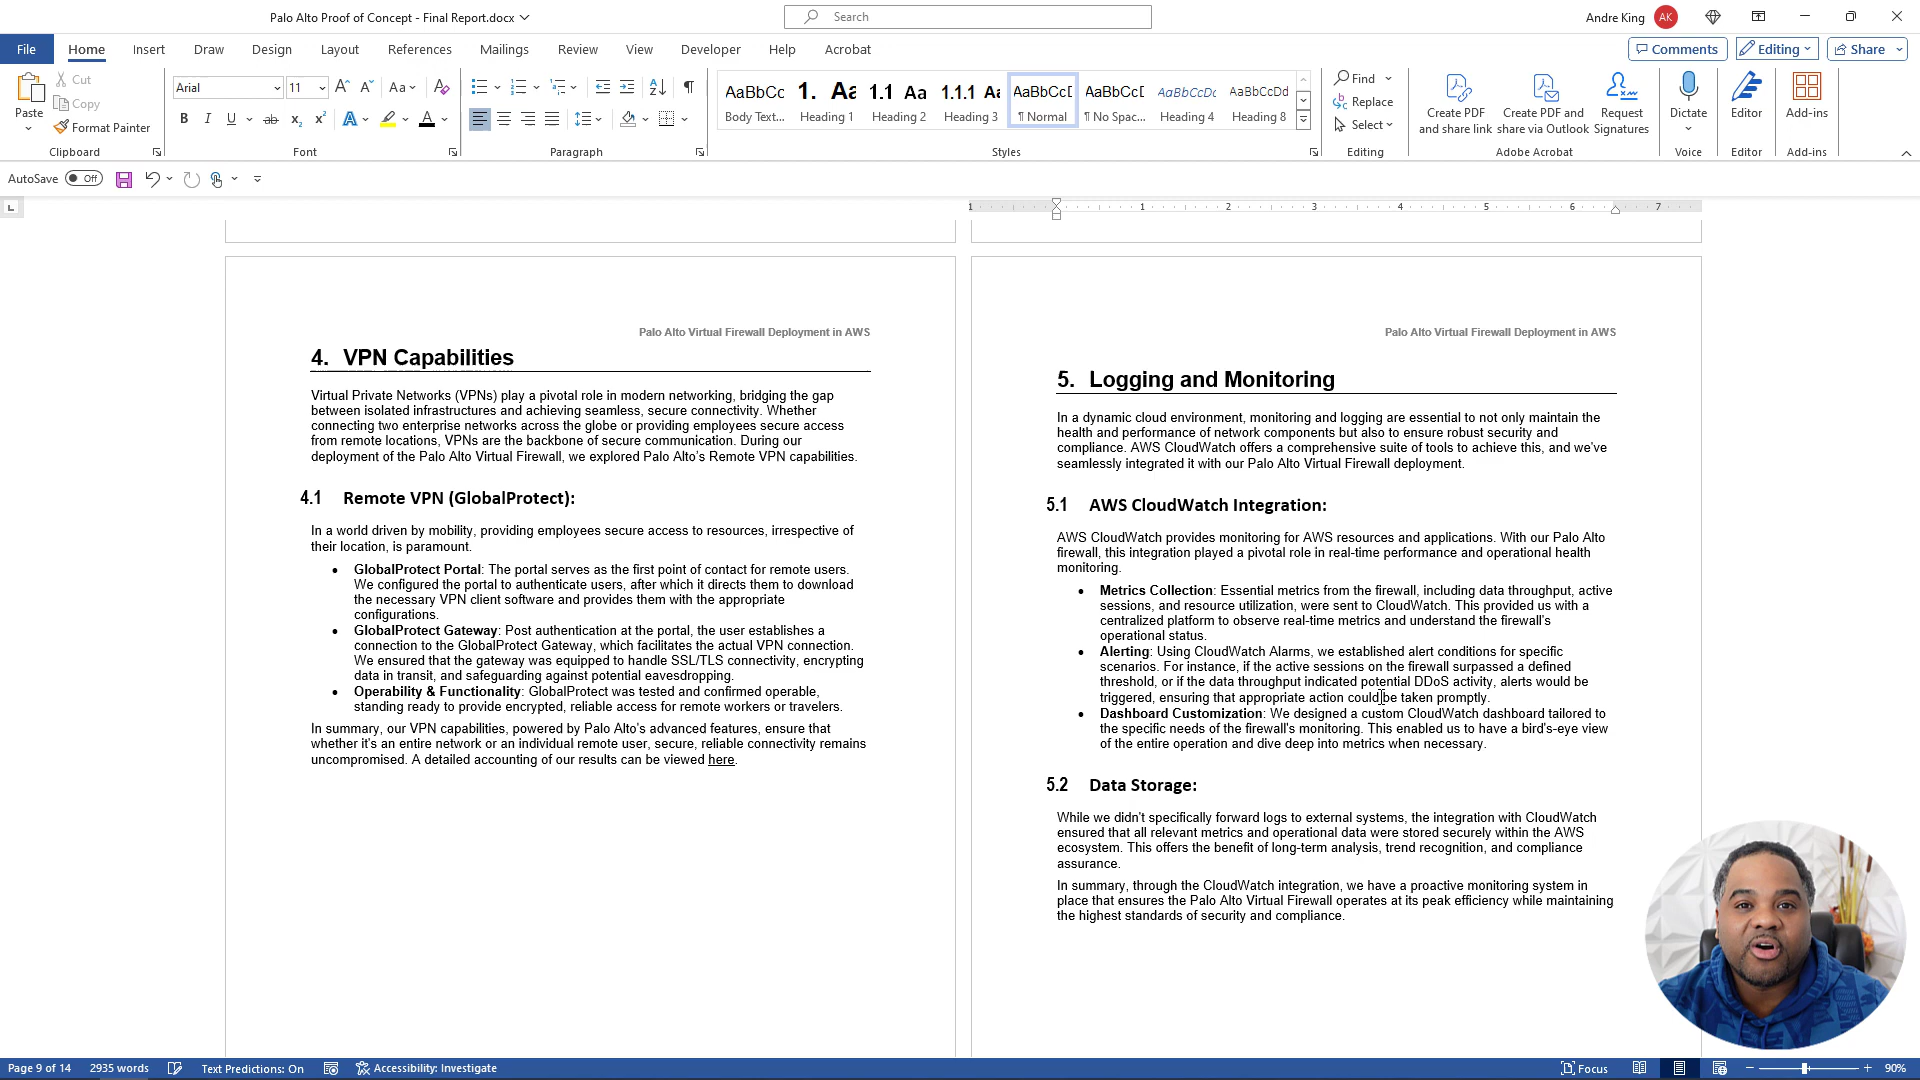 Palo Alto Proof of Concept - Final Report.docx
Search
Andre King
AK
File Home Insert Draw Design Layout References Mailings Review View Developer Help Acrobat
Comments
Editing
Share
Paste
Cut
Copy
Format Painter
Clipboard
Arial
11
Font
Paragraph
AaBbCc Body Text...
1. Aa Heading 1
1.1 Aa Heading 2
1.1.1 Aa Heading 3
AaBbCcD ¶ Normal
AaBbCcD ¶ No Spac...
AaBbCcDc Heading 4
AaBbCcDd Heading 8
Styles
Find
Replace
Select
Editing
Create PDF and share link
Create PDF and share via Outlook
Request Signatures
Adobe Acrobat
Dictate
Voice
Editor
Editor
Add-ins
Add-ins
AutoSave Off
1 1 2 3 4 5 6 7
Palo Alto Virtual Firewall Deployment in AWS
4. VPN Capabilities
Virtual Private Networks (VPNs) play a pivotal role in modern networking, bridging the gap
between isolated infrastructures and achieving seamless, secure connectivity. Whether
connecting two enterprise networks across the globe or providing employees secure access
from remote locations, VPNs are the backbone of secure communication. During our
deployment of the Palo Alto Virtual Firewall, we explored Palo Alto's Remote VPN capabilities.
4.1 Remote VPN (GlobalProtect):
In a world driven by mobility, providing employees secure access to resources, irrespective of
their location, is paramount.
• GlobalProtect Portal: The portal serves as the first point of contact for remote users.
We configured the portal to authenticate users, after which it directs them to download
the necessary VPN client software and provides them with the appropriate
configurations.
• GlobalProtect Gateway: Post authentication at the portal, the user establishes a
connection to the GlobalProtect Gateway, which facilitates the actual VPN connection.
We ensured that the gateway was equipped to handle SSL/TLS connectivity, encrypting
data in transit, and safeguarding against potential eavesdropping.
• Operability & Functionality: GlobalProtect was tested and confirmed operable,
standing ready to provide encrypted, reliable access for remote workers or travelers.
In summary, our VPN capabilities, powered by Palo Alto's advanced features, ensure that
whether it's an entire network or an individual remote user, secure, reliable connectivity remains
uncompromised. A detailed accounting of our results can be viewed here.
Palo Alto Virtual Firewall Deployment in AWS
5. Logging and Monitoring
In a dynamic cloud environment, monitoring and logging are essential to not only maintain the
health and performance of network components but also to ensure robust security and
compliance. AWS CloudWatch offers a comprehensive suite of tools to achieve this, and we've
seamlessly integrated it with our Palo Alto Virtual Firewall deployment.
5.1 AWS CloudWatch Integration:
AWS CloudWatch provides monitoring for AWS resources and applications. With our Palo Alto
firewall, this integration played a pivotal role in real-time performance and operational health
monitoring.
• Metrics Collection: Essential metrics from the firewall, including data throughput, active
sessions, and resource utilization, were sent to CloudWatch. This provided us with a
centralized platform to observe real-time metrics and understand the firewall's
operational status.
• Alerting: Using CloudWatch Alarms, we established alert conditions for specific
scenarios. For instance, if the active sessions on the firewall surpassed a defined
threshold, or if the data throughput indicated potential DDoS activity, alerts would be
triggered, ensuring that appropriate action could be taken promptly.
• Dashboard Customization: We designed a custom CloudWatch dashboard tailored to
the specific needs of the firewall's monitoring. This enabled us to have a bird's-eye view
of the entire operation and dive deep into metrics when necessary.
5.2 Data Storage:
While we didn't specifically forward logs to external systems, the integration with CloudWatch
ensured that all relevant metrics and operational data were stored securely within the AWS
ecosystem. This offers the benefit of long-term analysis, trend recognition, and compliance
assurance.
In summary, through the CloudWatch integration, we have a proactive monitoring system in
place that ensures the Palo Alto Virtual Firewall operates at its peak efficiency while maintaining
the highest standards of security and compliance.
Page 9 of 14 2935 words Text Predictions: On Accessibility: Investigate Focus 90%